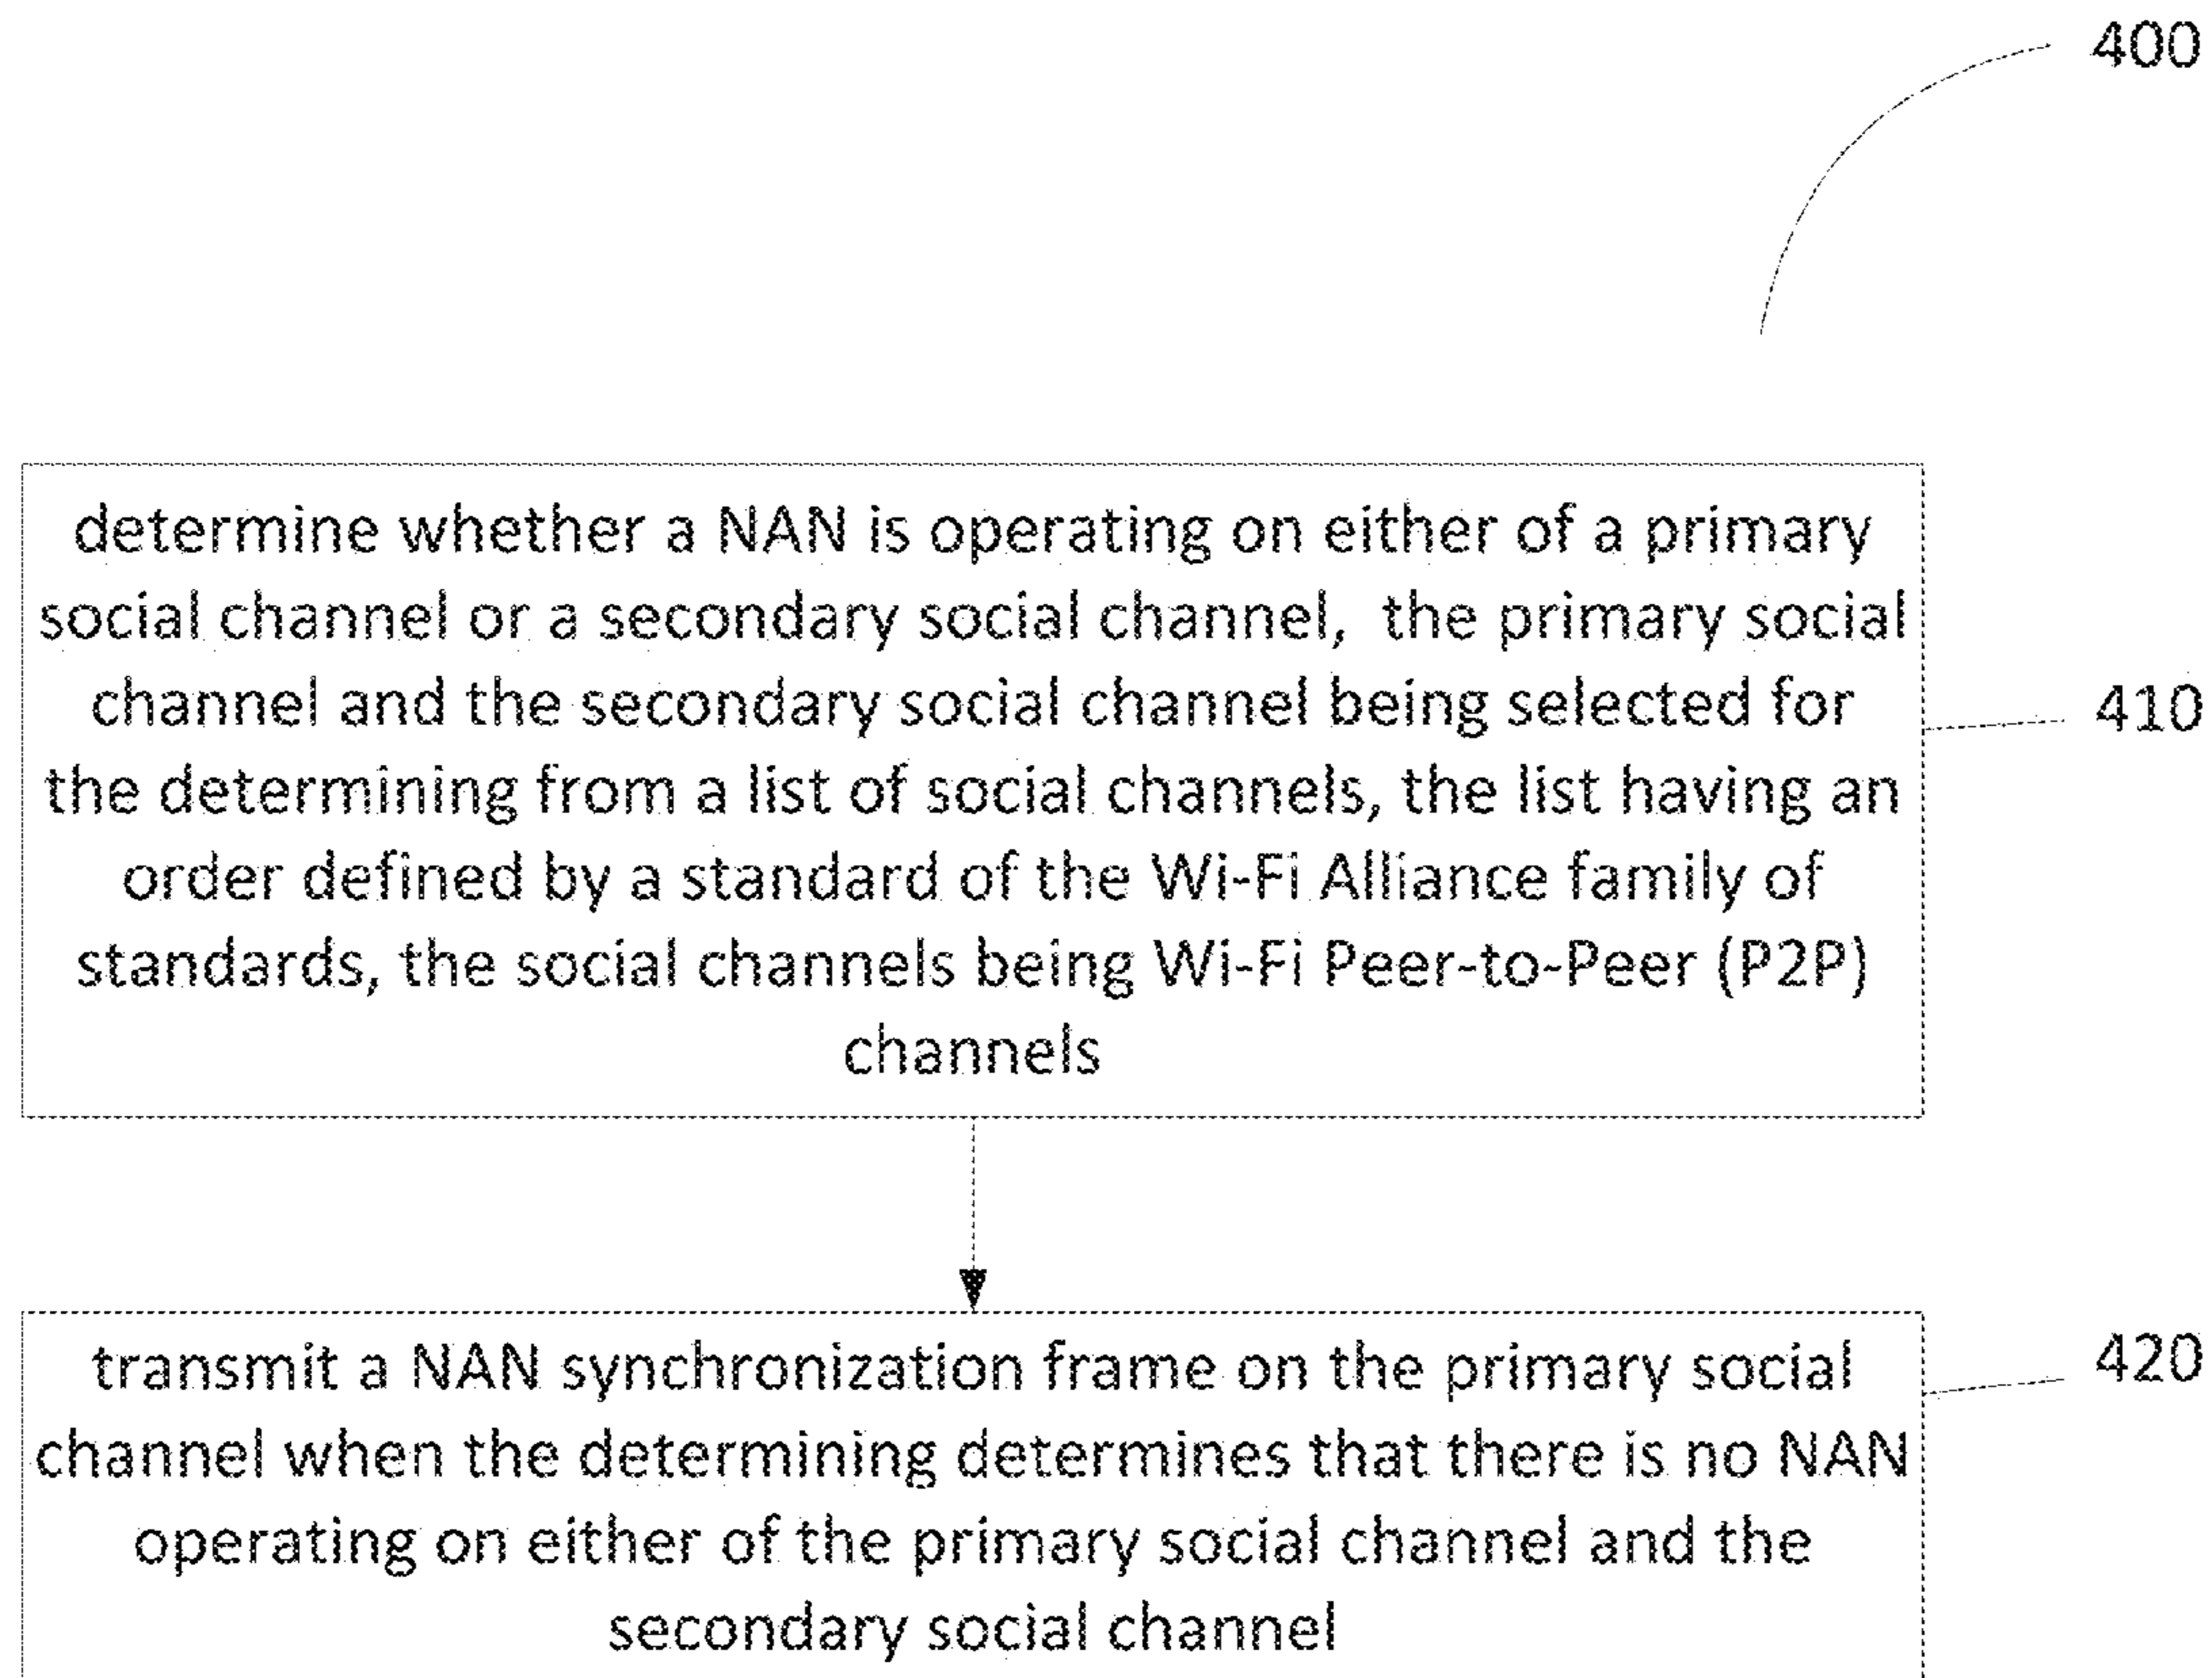 400
determine whether a NAN is operating on either of a primary
social channel or a secondary social channel, the primary social
channel and the secondary social channel being selected for
the determining from a list of social channels, the list having an
order defined by a standard of the Wi-Fi Alliance family of
standards, the social channels being Wi-Fi Peer-to-Peer (P2P)
channels
410
transmit a NAN synchronization frame on the primary social
channel when the determining determines that there is no NAN
operating on either of the primary social channel and the
secondary social channel
420